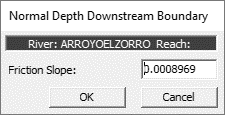 Normal Depth Downstream Boundary
River: ARROYOELZORRO Reach:
Friction Slope: 0.0008969
OK Cancel